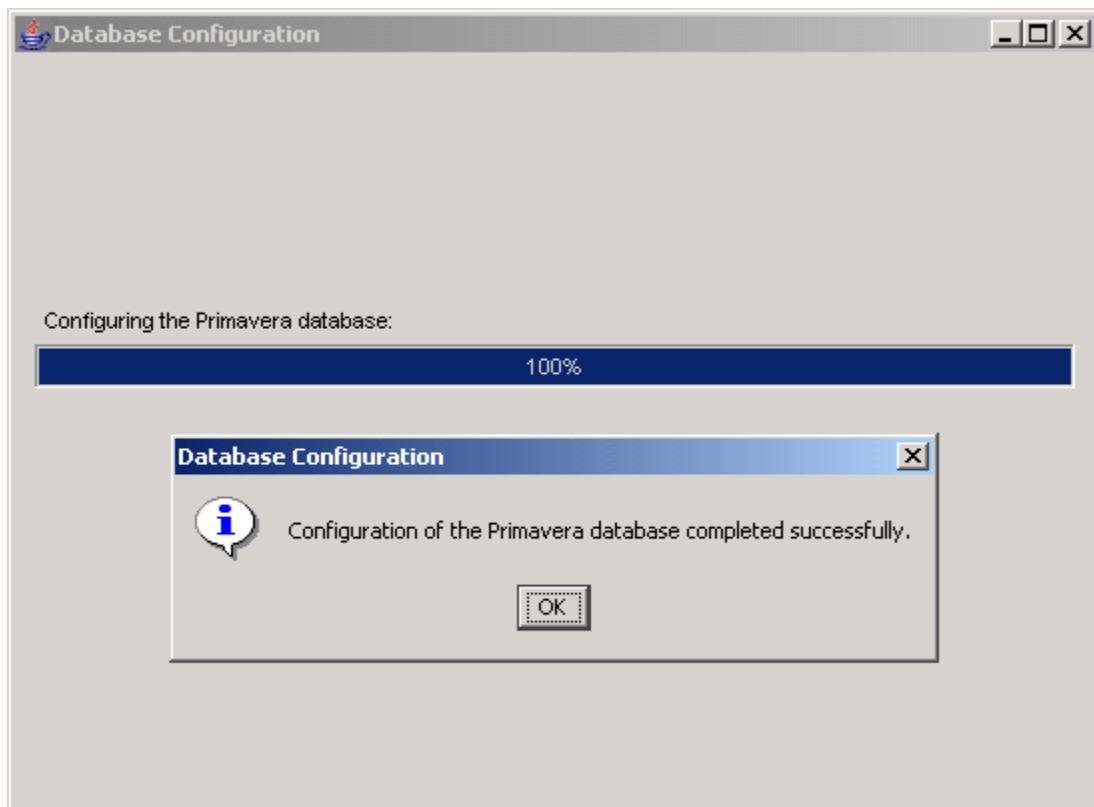 Database Configuration
Configuring the Primavera database:
100%
Database Configuration
Configuration of the Primavera database completed successfully.
OK